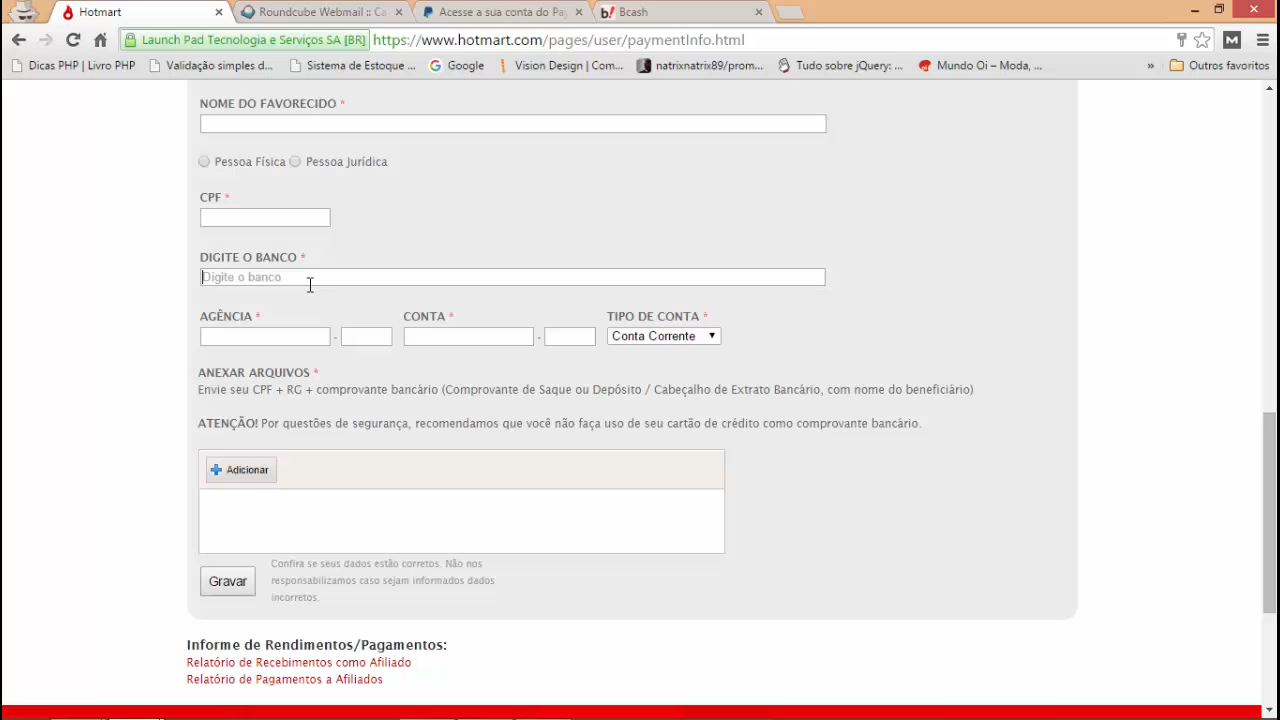 Hotmart
Roundcube Webmail :: Ca
Acesse a sua conta do Pay
Bcash
Launch Pad Tecnologia e Serviços SA [BR]
https://www.hotmart.com/pages/user/paymentInfo.html
Dicas PHP | Livro PHP
Validação simples d...
Sistema de Estoque ...
Google
Vision Design | Com...
natrixnatrix89/prom...
Tudo sobre jQuery: ...
Mundo Oi – Moda, ...
»
Outros favoritos
NOME DO FAVORECIDO *
Pessoa Física
Pessoa Jurídica
CPF *
DIGITE O BANCO *
Digite o banco
AGÊNCIA * CONTA * TIPO DE CONTA *
- - Conta Corrente
ANEXAR ARQUIVOS *
Envie seu CPF + RG + comprovante bancário (Comprovante de Saque ou Depósito / Cabeçalho de Extrato Bancário, com nome do beneficiário)
ATENÇÃO! Por questões de segurança, recomendamos que você não faça uso de seu cartão de crédito como comprovante bancário.
Adicionar
Gravar
Confira se seus dados estão corretos. Não nos
responsabilizamos caso sejam informados dados
incorretos.
Informe de Rendimentos/Pagamentos:
Relatório de Recebimentos como Afiliado
Relatório de Pagamentos a Afiliados